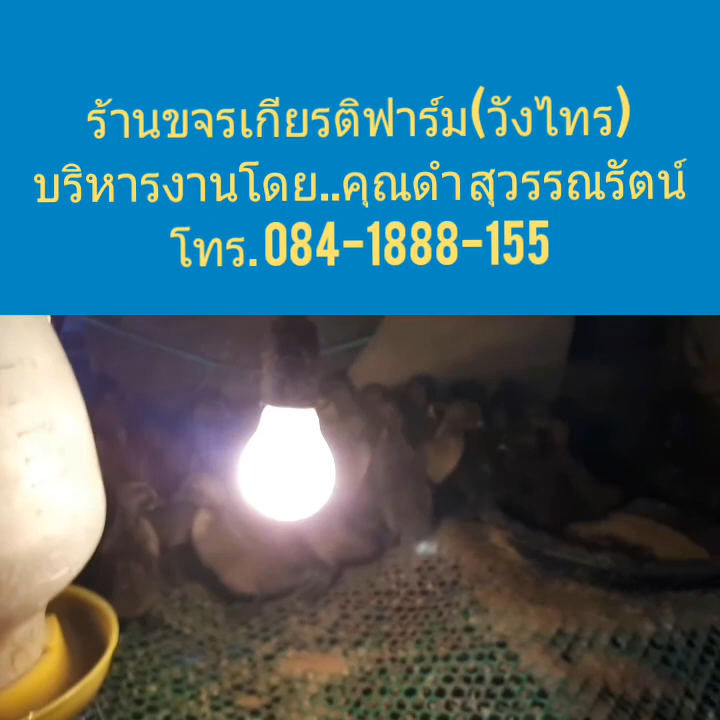 ร้านขจรเกียรติฟาร์ม(วังไทร)
บริหารงานโดย..คุณดำ สุวรรณรัตน์
โทร. 084-1888-155